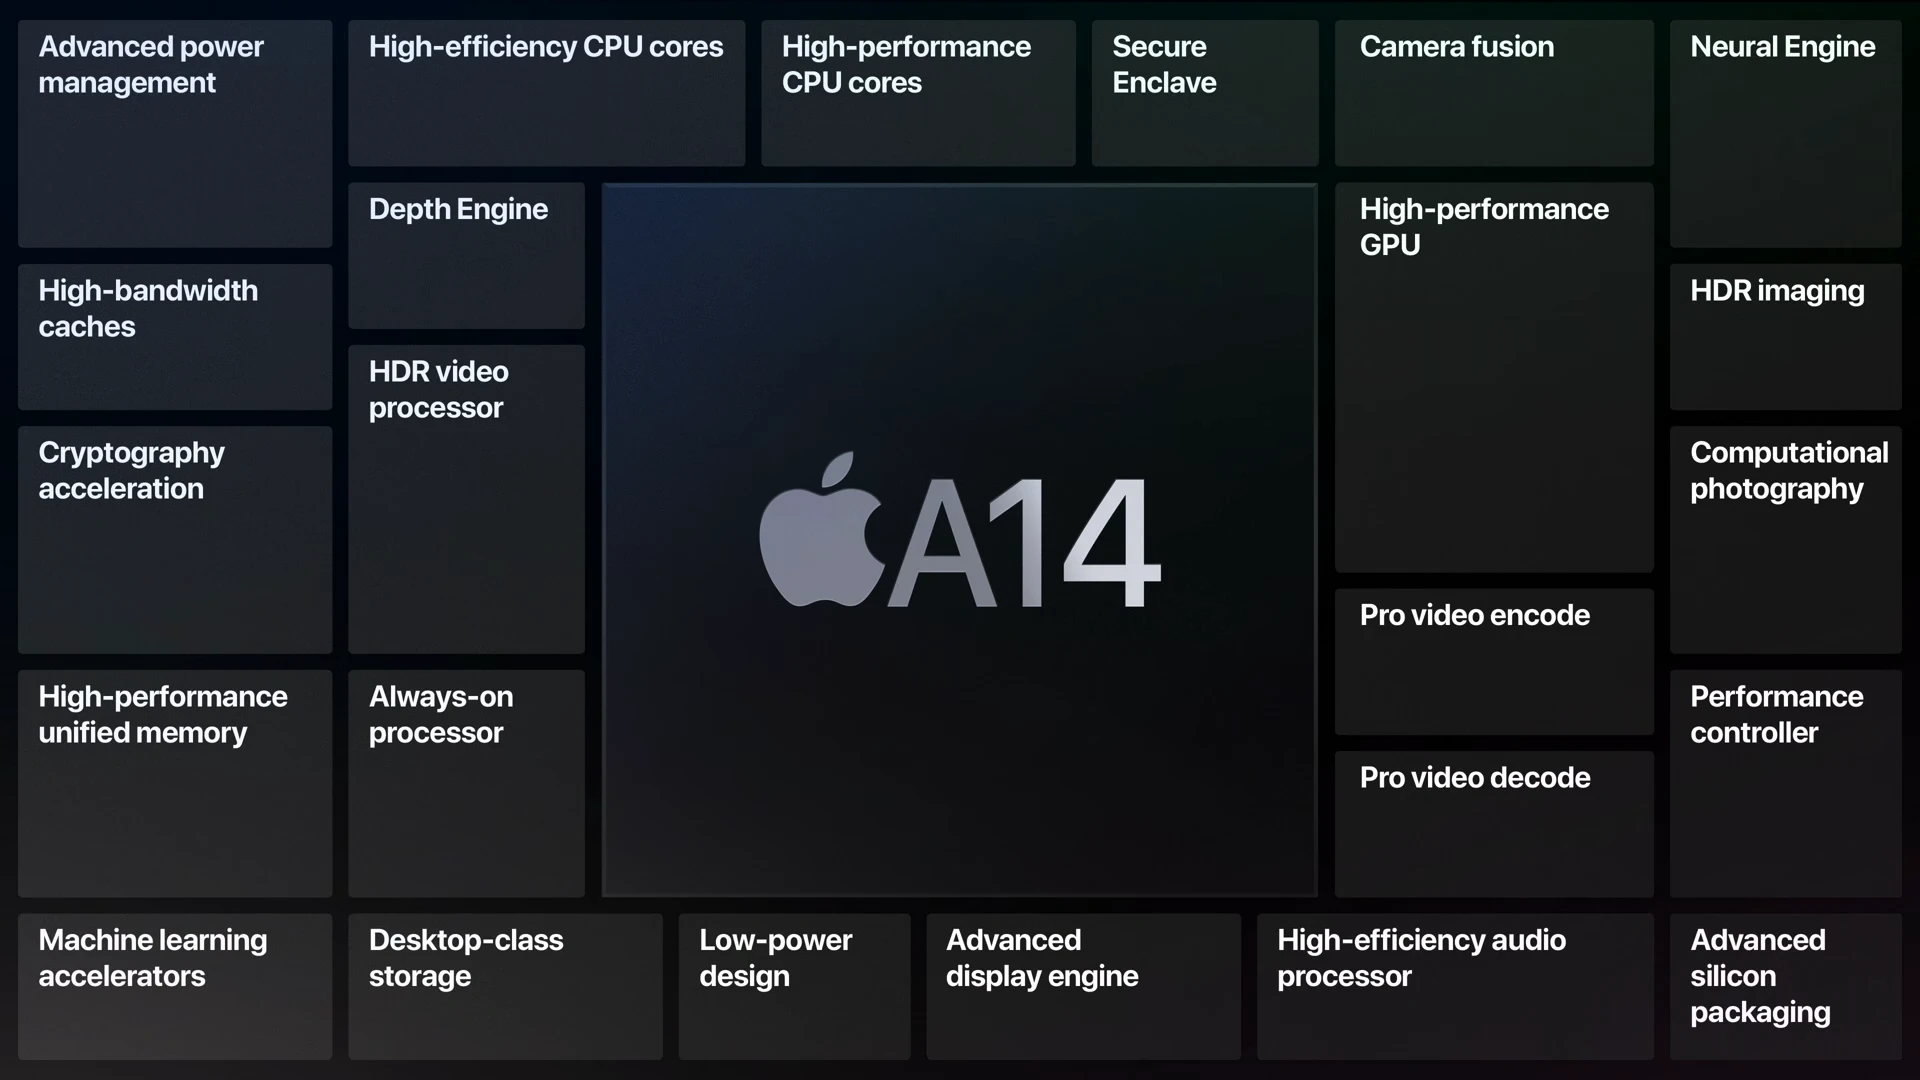 Advanced power
management
High-efficiency CPU cores
High-performance
CPU cores
Secure
Enclave
Camera fusion
Neural Engine
Depth Engine
High-performance
GPU
High-bandwidth
caches
HDR imaging
HDR video
processor
Cryptography
acceleration
Computational
photography
A14
Pro video encode
High-performance
unified memory
Always-on
processor
Performance
controller
Pro video decode
Machine learning
accelerators
Desktop-class
storage
Low-power
design
Advanced
display engine
High-efficiency audio
processor
Advanced
silicon
packaging